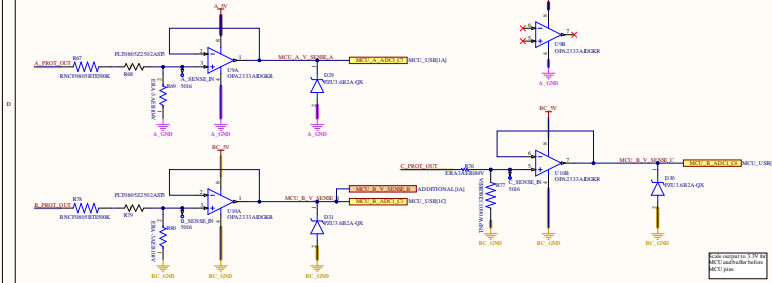 A_5V
PLT0805Z2502AST5
A_PROT_OUT
R67
RNCF0805BTE500K
R68
R69
A_SENSE_IN
5016
U9A
OPA2333AIDGKR
MCU_A_V_SENSE_A
MCU_A_ADC1_C7
MCU_USB[1A]
D29
PZU3.6B2A-QX
A_GND
A_GND
A_GND
U9B
OPA2333AIDGKR
A_GND
D
BC_5V
B_PROT_OUT
R78
RNCF0805BTE500K
R79
R80
B_SENSE_IN
5016
U10A
OPA2333AIDGKR
MCU_B_V_SENSE_B
MCU_B_V_SENSE_B
ADDITIONAL[1A]
MCU_B_ADC1_C3
MCU_USB[1C]
D31
PZU3.6B2A-QX
BC_GND
BC_GND
BC_GND
BC_5V
C_PROT_OUT
R76
R77
C_SENSE_IN
5016
U10B
OPA2333AIDGKR
MCU_B_V_SENSE_C
MCU_B_ADC1_C8
MCU_USB[
D30
PZU3.6B2A-QX
BC_GND
BC_GND
BC_GND
Scale output to 3.3V for
MCU and buffer before
MCU pins